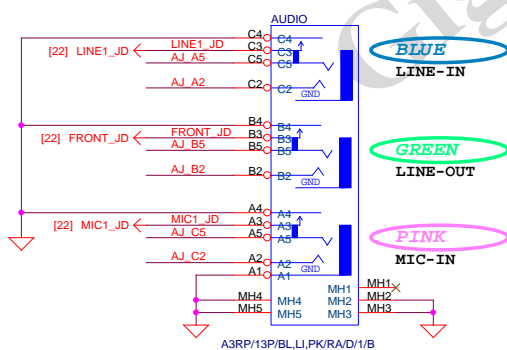 AUDIO
C4 C4
[22] LINE1_JD LINE1_JD C3 C3
AJ_A5 C5 C5
AJ_A2 C2 C2
GND
BLUE
LINE-IN
B4 B4
[22] FRONT_JD FRONT_JD B3 B3
AJ_B5 B5 B5
AJ_B2 B2 B2
GND
GREEN
LINE-OUT
A4 A4
[22] MIC1_JD MIC1_JD A3 A3
AJ_C5 A5 A5
AJ_C2 A2 A2
GND
A1 A1
PINK
MIC-IN
MH1 MH1
MH4 MH4 MH2 MH2
MH5 MH5 MH3 MH3
A3RP/13P/BL,LI,PK/RA/D/1/B